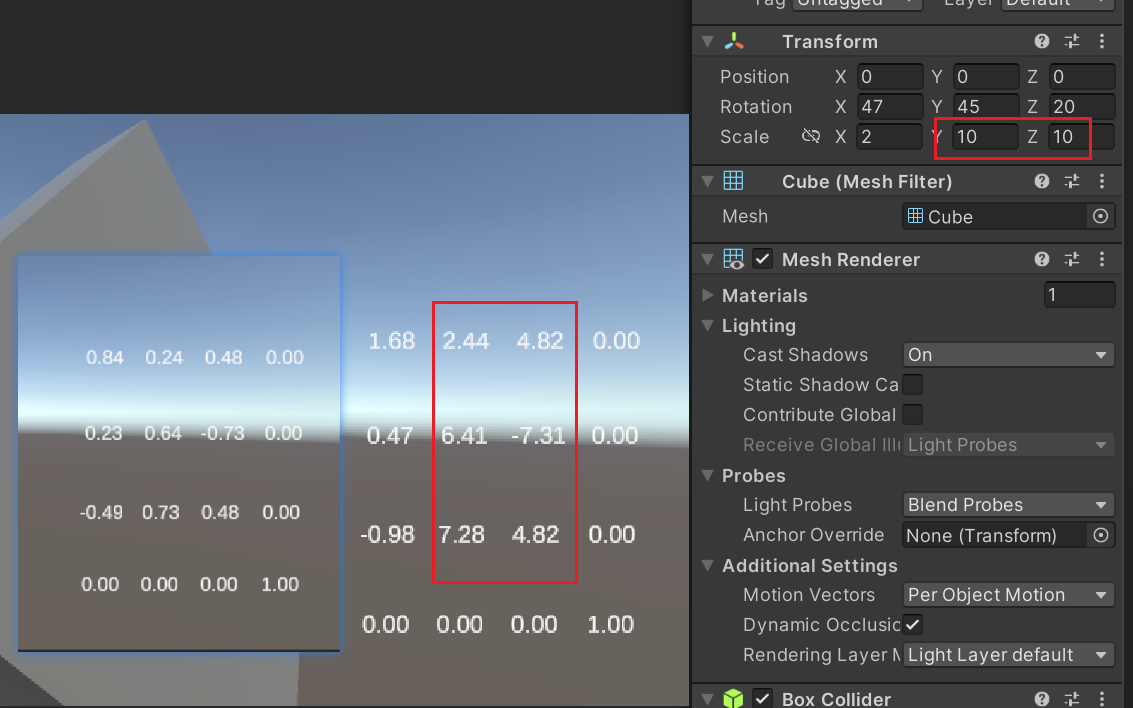 Tag Untagged Layer Default
Transform
Position X 0 Y 0 Z 0
Rotation X 47 Y 45 Z 20
Scale X 2 Y 10 Z 10
Cube (Mesh Filter)
Mesh Cube
Mesh Renderer
Materials 1
Lighting
Cast Shadows On
Static Shadow Ca
Contribute Global
Receive Global Illu Light Probes
Probes
Light Probes Blend Probes
Anchor Override None (Transform)
Additional Settings
Motion Vectors Per Object Motion
Dynamic Occlusic
Rendering Layer M Light Layer default
Box Collider
0.84 0.24 0.48 0.00
0.23 0.64 -0.73 0.00
-0.49 0.73 0.48 0.00
0.00 0.00 0.00 1.00
1.68 2.44 4.82 0.00
0.47 6.41 -7.31 0.00
-0.98 7.28 4.82 0.00
0.00 0.00 0.00 1.00